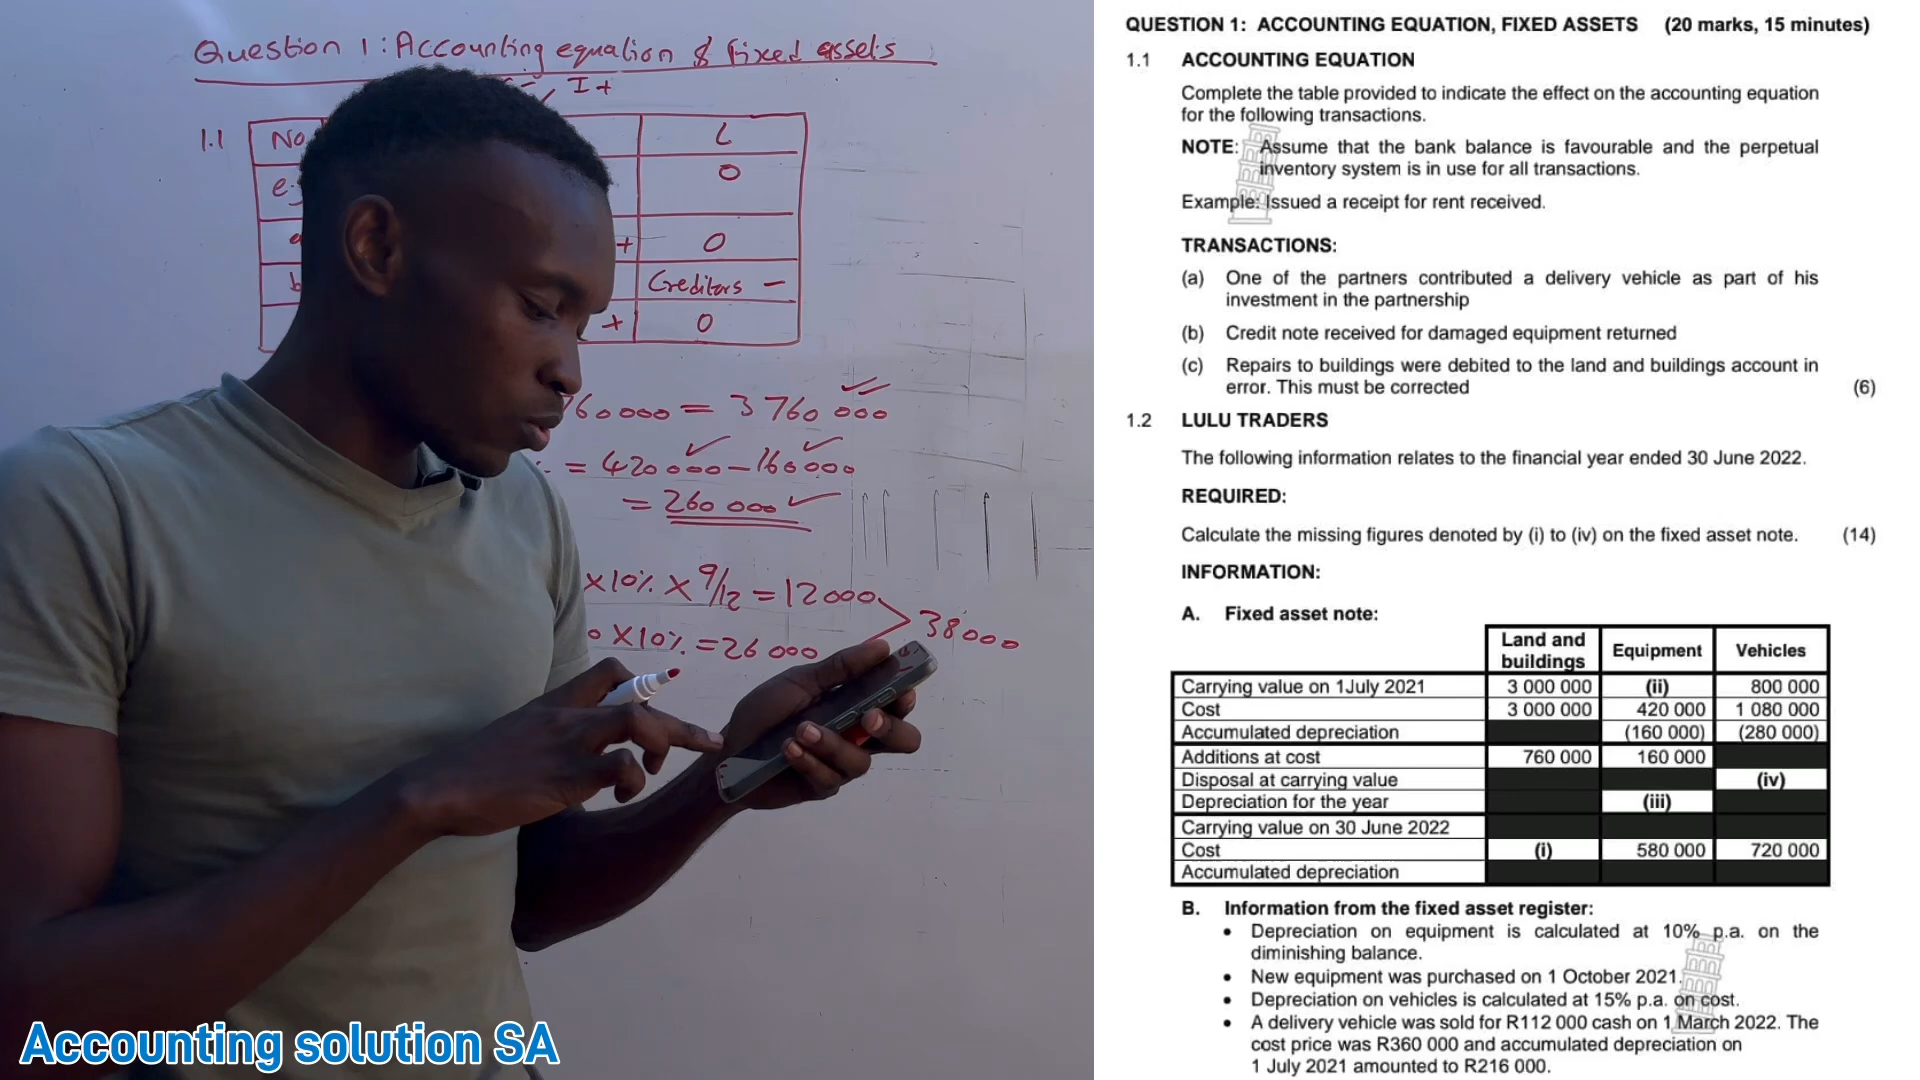 Question 1 : Accounting equation & fixed assets
I +
1.1
No
L
e.g
0
a
+
0
b
Creditors -
+
0
760 000 = 3 760 000
= 420 000 - 160 000
= 260 000
x 10% x 9/12 = 12 000
38 000
0 x 10% = 26 000
Accounting solution SA
QUESTION 1: ACCOUNTING EQUATION, FIXED ASSETS (20 marks, 15 minutes)
1.1 ACCOUNTING EQUATION
Complete the table provided to indicate the effect on the accounting equation
for the following transactions.
NOTE: Assume that the bank balance is favourable and the perpetual
inventory system is in use for all transactions.
Example: Issued a receipt for rent received.
TRANSACTIONS:
(a) One of the partners contributed a delivery vehicle as part of his
investment in the partnership
(b) Credit note received for damaged equipment returned
(c) Repairs to buildings were debited to the land and buildings account in
error. This must be corrected (6)
1.2 LULU TRADERS
The following information relates to the financial year ended 30 June 2022.
REQUIRED:
Calculate the missing figures denoted by (i) to (iv) on the fixed asset note. (14)
INFORMATION:
A. Fixed asset note:
Land and
buildings Equipment Vehicles
Carrying value on 1July 2021 3 000 000 (ii) 800 000
Cost 3 000 000 420 000 1 080 000
Accumulated depreciation (160 000) (280 000)
Additions at cost 760 000 160 000
Disposal at carrying value (iv)
Depreciation for the year (iii)
Carrying value on 30 June 2022
Cost (i) 580 000 720 000
Accumulated depreciation
B. Information from the fixed asset register:
• Depreciation on equipment is calculated at 10% p.a. on the
diminishing balance.
• New equipment was purchased on 1 October 2021.
• Depreciation on vehicles is calculated at 15% p.a. on cost.
• A delivery vehicle was sold for R112 000 cash on 1 March 2022. The
cost price was R360 000 and accumulated depreciation on
1 July 2021 amounted to R216 000.